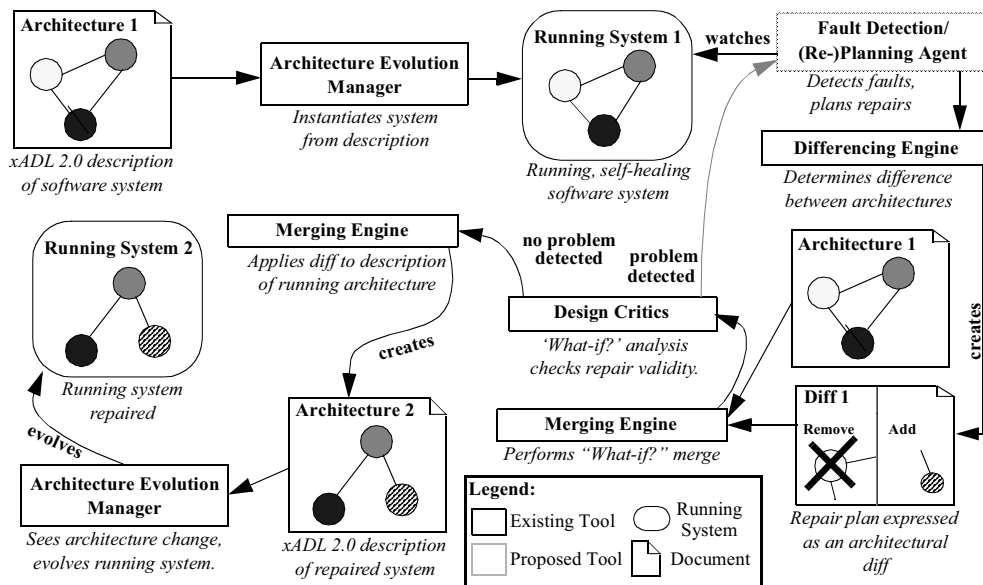 Architecture 1
xADL 2.0 description
of software system
Architecture Evolution
Manager
Instantiates system
from description
Running System 1
Running, self-healing
software system
watches
Fault Detection/
(Re-)Planning Agent
Detects faults,
plans repairs
Differencing Engine
Determines difference
between architectures
Architecture 1
creates
Diff 1
Remove
Add
Repair plan expressed
as an architectural
diff
Merging Engine
Performs “What-if?” merge
Design Critics
‘What-if?’ analysis
checks repair validity.
problem
detected
no problem
detected
Merging Engine
Applies diff to description
of running architecture
creates
Architecture 2
xADL 2.0 description
of repaired system
Architecture Evolution
Manager
Sees architecture change,
evolves running system.
evolves
Running System 2
Running system
repaired
Legend:
Existing Tool
Running
System
Proposed Tool
Document